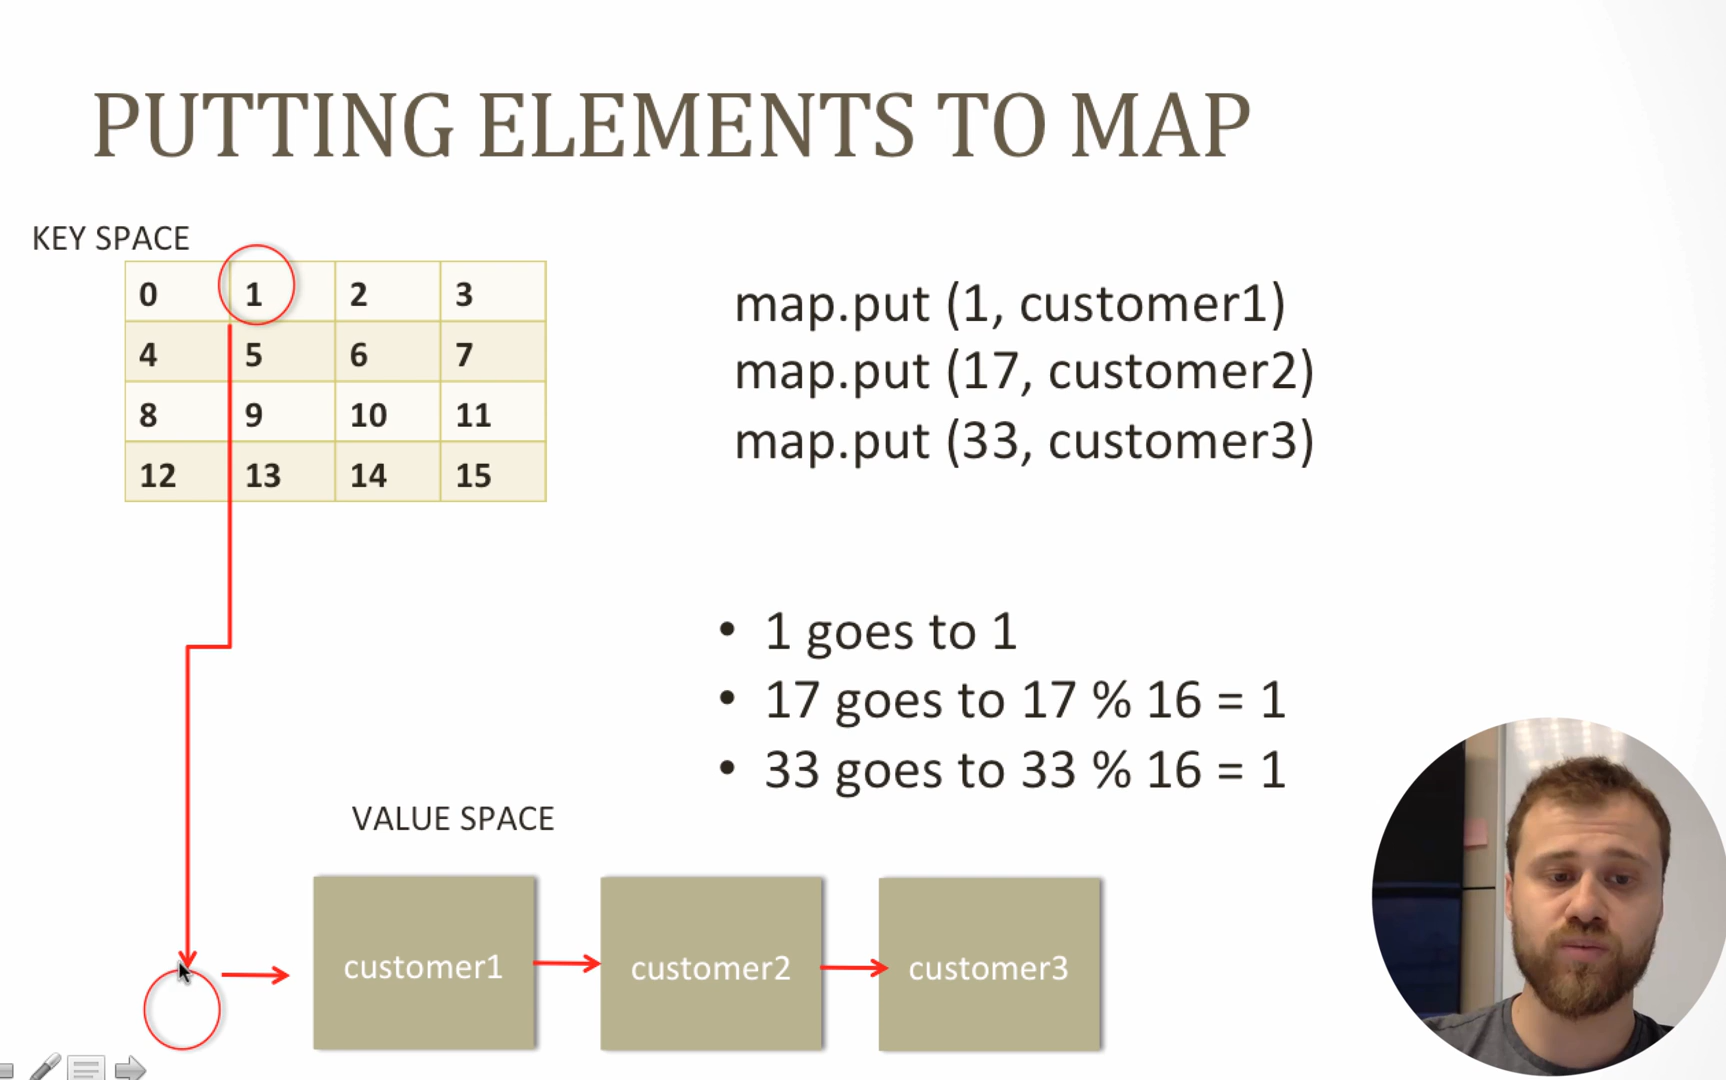 PUTTING ELEMENTS TO MAP
KEY SPACE
0 1 2 3
4 5 6 7
8 9 10 11
12 13 14 15
map.put (1, customer1)
map.put (17, customer2)
map.put (33, customer3)
• 1 goes to 1
• 17 goes to 17 % 16 = 1
• 33 goes to 33 % 16 = 1
VALUE SPACE
customer1 customer2 customer3